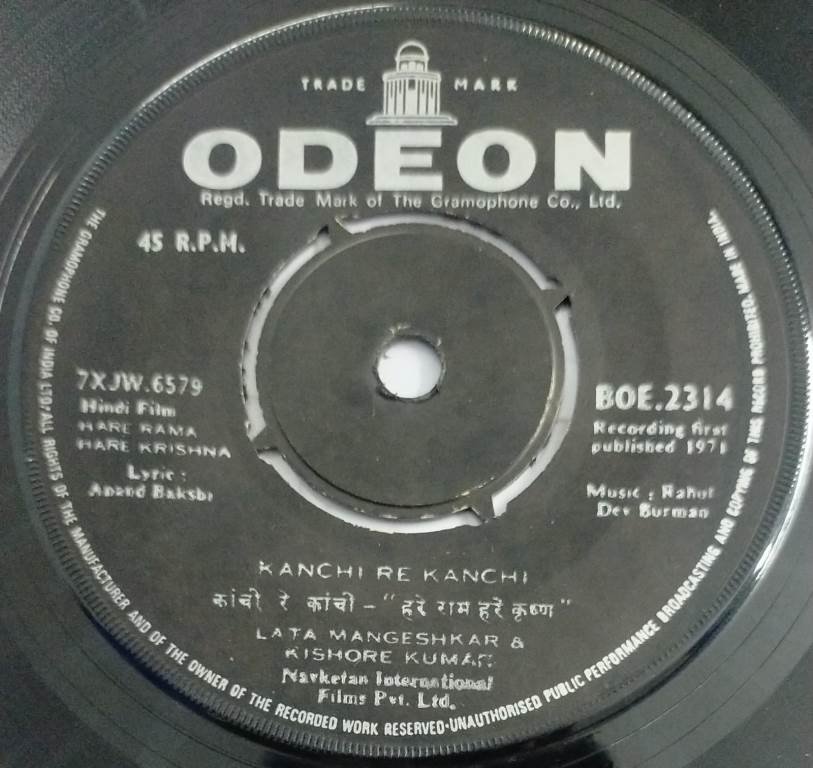 TRADE MARK
ODEON
Regd. Trade Mark of The Gramophone Co., Ltd.
45 R.P.M.
7XJW.6579
Hindi Film
HARE RAMA
HARE KRISHNA
Lyric :
Anand Bakshi
BOE.2314
Recording first
published 1971
Music : Rahul
Dev Burman
KANCHI RE KANCHI
कांची रे कांची - "हरे राम हरे कृष्ण"
LATA MANGESHKAR &
KISHORE KUMAR
Navketan International
Films Pvt. Ltd.
THE GRAMOPHONE CO. OF INDIA LTD/ALL RIGHTS OF THE MANUFACTURER AND OF THE OWNER OF THE RECORDED WORK RESERVED-UNAUTHORISED PUBLIC PERFORMANCE BROADCASTING AND COPYING OF THIS RECORD PROHIBITED. MADE IN INDIA.